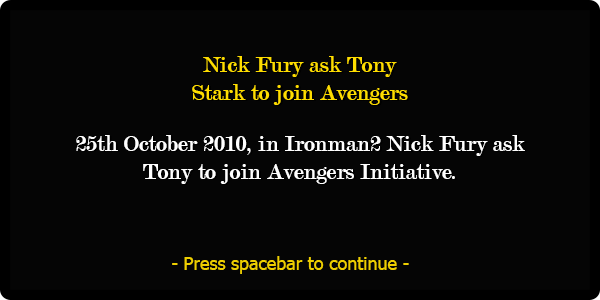 Nick Fury ask Tony
Stark to join Avengers
25th October 2010, in Ironman2 Nick Fury ask
Tony to join Avengers Initiative.
- Press spacebar to continue -